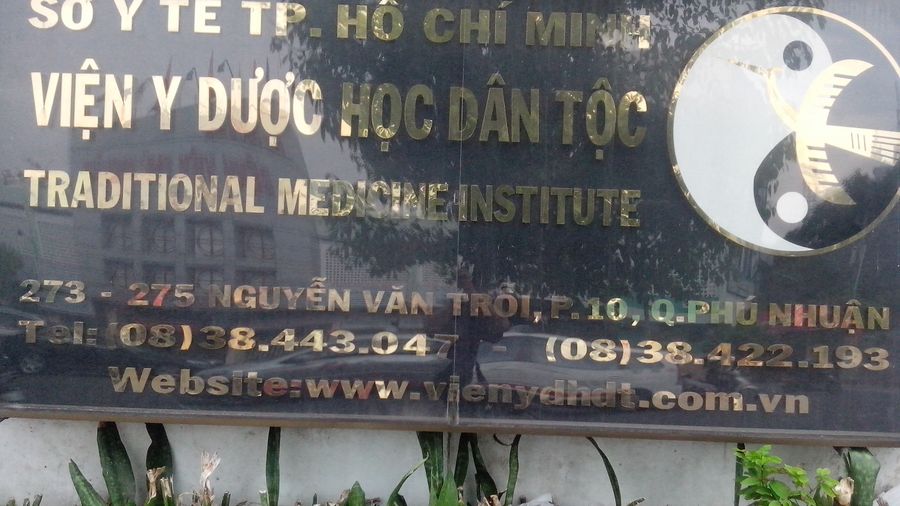 SỞ Y TẾ TP. HỒ CHÍ MINH
VIỆN Y DƯỢC HỌC DÂN TỘC
TRADITIONAL MEDICINE INSTITUTE
273 - 275 NGUYỄN VĂN TRỖI, P.10, Q.PHÚ NHUẬN
Tel: (08)38.443.047 - (08)38.422.193
Website:www.vienydhdt.com.vn